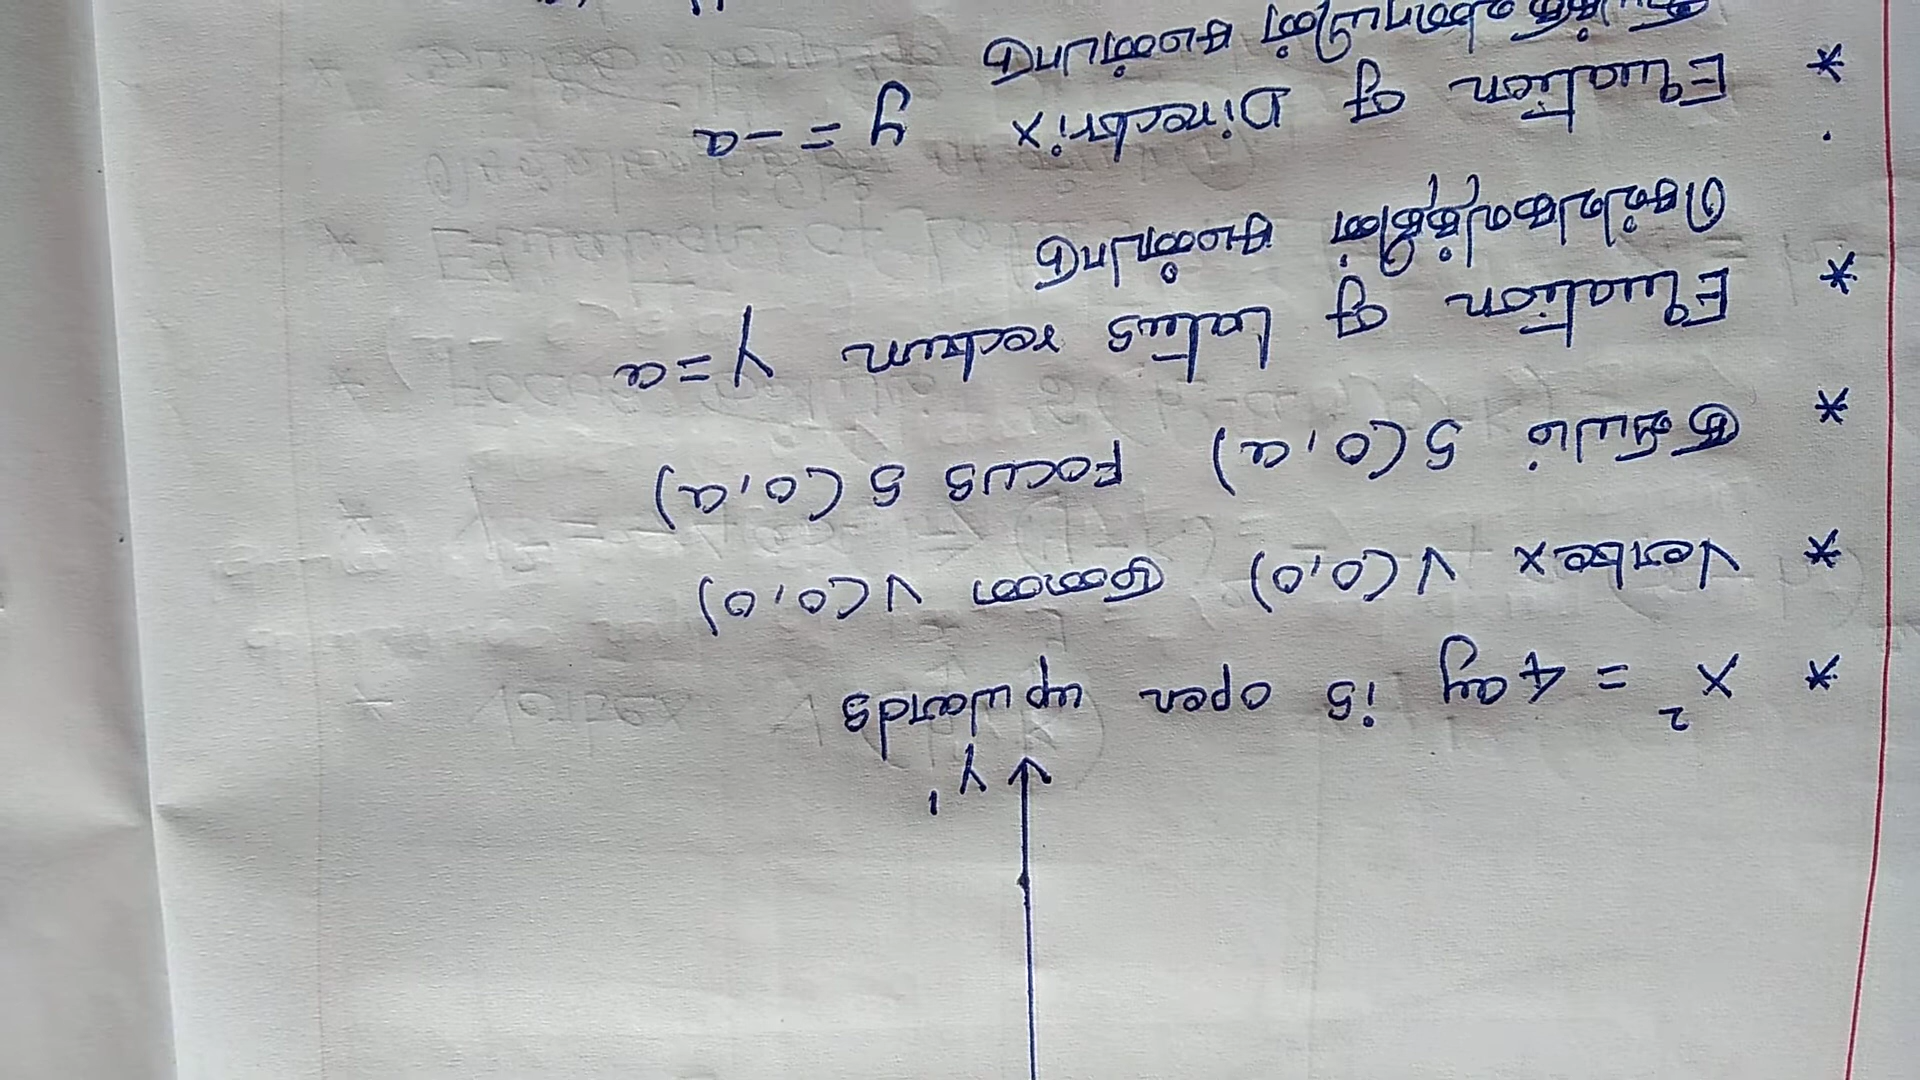 Y'
* x² = 4ay is open upwards
* Vertex V(0,0) முனை V(0,0)
* குவியம் S(0,a) Focus S(0,a)
* Equation of Latus rectum y=a
செவ்வகலத்தின் சமன்பாடு
* Equation of Directrix y = -a
இயக்குவரையின் சமன்பாடு